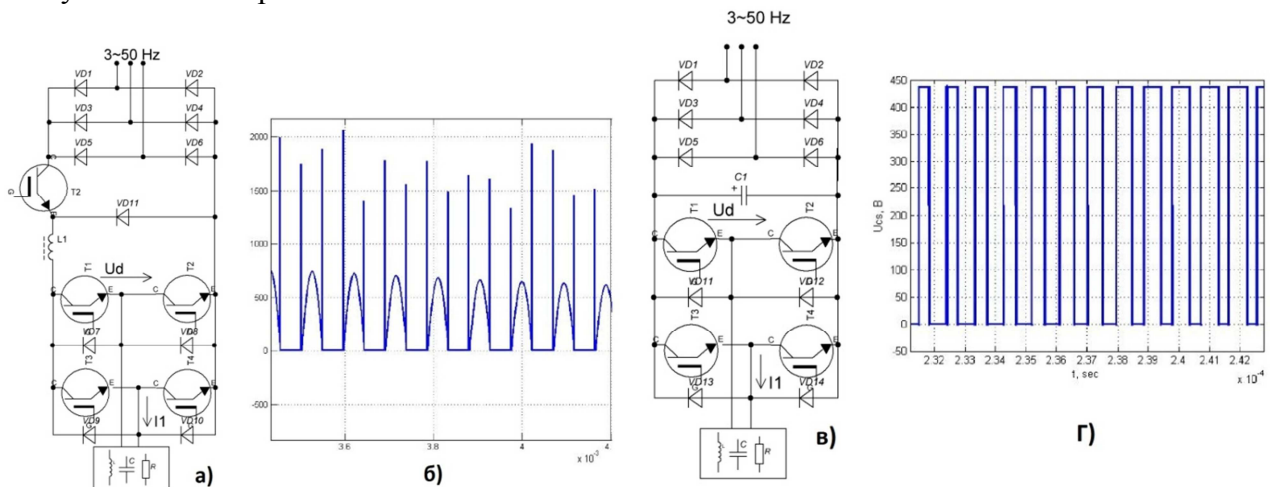 3~50 Hz
VD1
VD2
VD3
VD4
VD5
VD6
T2
G
VD11
L1
T1
Ud
T2
C
E
C
E
VD7
VD8
T3
T4
C
E
C
E
VD9
I1
VD10
L
C
R
а)
2000
1500
1000
500
0
-500
3.6
3.8
4
x 10
б)
3~50 Hz
VD1
VD2
VD3
VD4
VD5
VD6
C1
+
T1
Ud
T2
C
E
C
E
VD11
VD12
T3
T4
C
E
C
E
VD13
I1
VD14
L
C
R
в)
Ucs, В
450
400
350
300
250
200
150
100
50
0
-50
2.32
2.33
2.34
2.35
2.36
2.37
2.38
2.39
2.4
2.41
2.42
t, sec
x 10⁻⁴
Г)